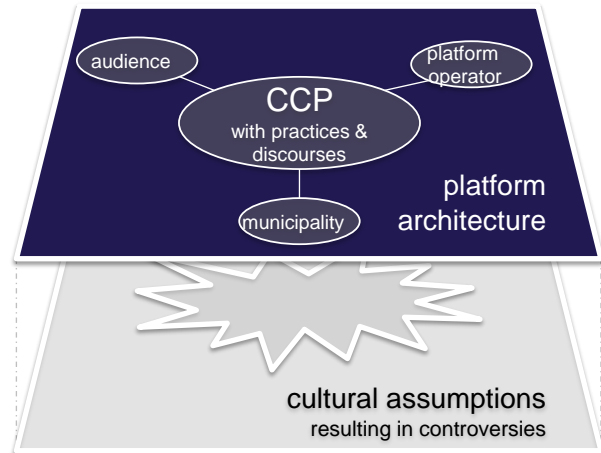 audience
platform
operator
CCP
with practices &
discourses
municipality
platform
architecture
cultural assumptions
resulting in controversies